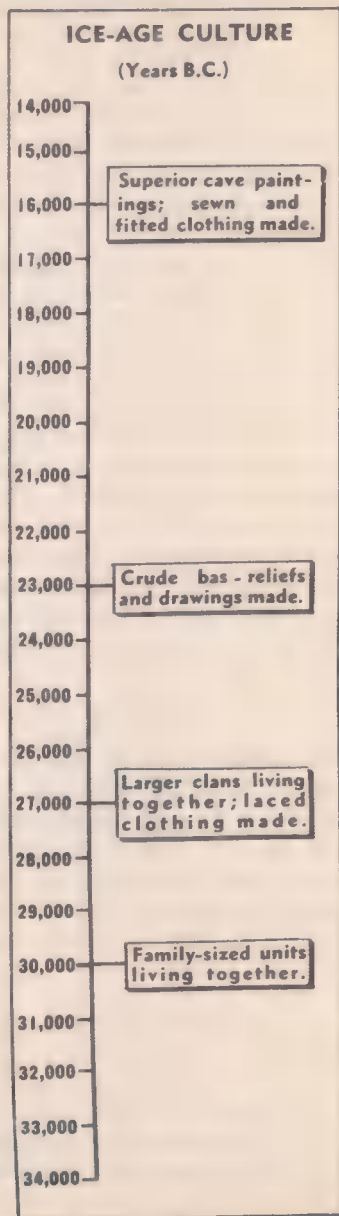 ICE-AGE CULTURE
(Years B.C.)
14,000
15,000
Superior cave paint-
ings; sewn and
fitted clothing made.
16,000
17,000
18,000
19,000
20,000
21,000
22,000
Crude bas-reliefs
and drawings made.
23,000
24,000
25,000
26,000
Larger clans living
together; laced
clothing made.
27,000
28,000
29,000
Family-sized units
living together.
30,000
31,000
32,000
33,000
34,000